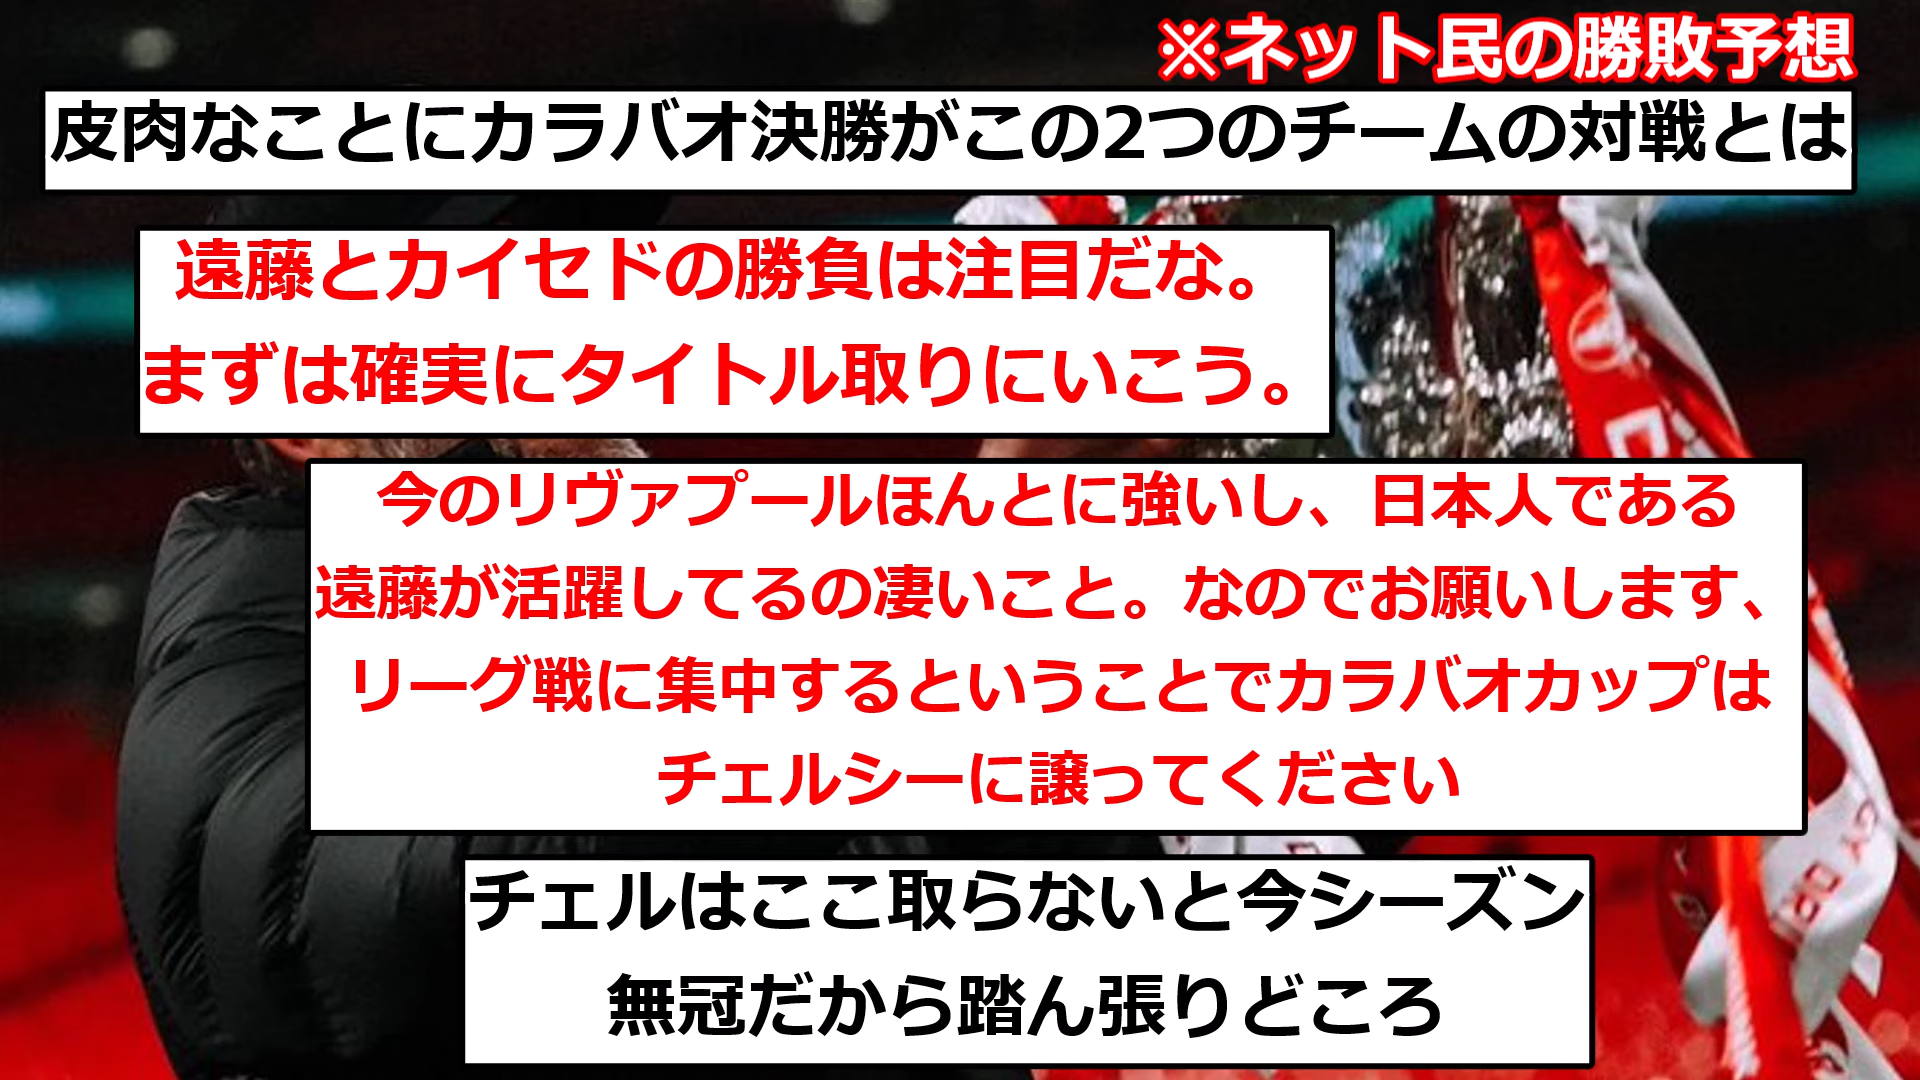 ※ネット民の勝敗予想
皮肉なことにカラバオ決勝がこの2つのチームの対戦とは
遠藤とカイセドの勝負は注目だな。
まずは確実にタイトル取りにいこう。
今のリヴァプールほんとに強いし、日本人である
遠藤が活躍してるの凄いこと。なのでお願いします、
リーグ戦に集中するということでカラバオカップは
チェルシーに譲ってください
チェルはここ取らないと今シーズン
無冠だから踏ん張りどころ